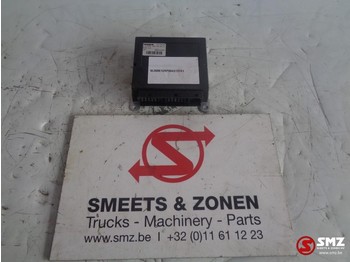 SMEETS & ZONEN
Trucks - Machinery - Parts
www.smz.be I +32 (0)11 61 12 23
SMZ